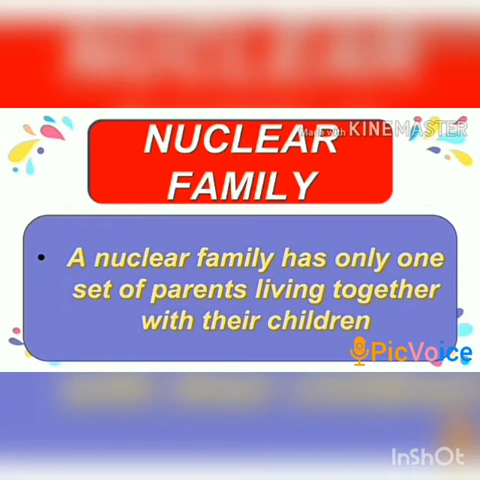 Made with KINEMASTER
NUCLEAR
FAMILY
• A nuclear family has only one
set of parents living together
with their children
PicVoice
InShOt